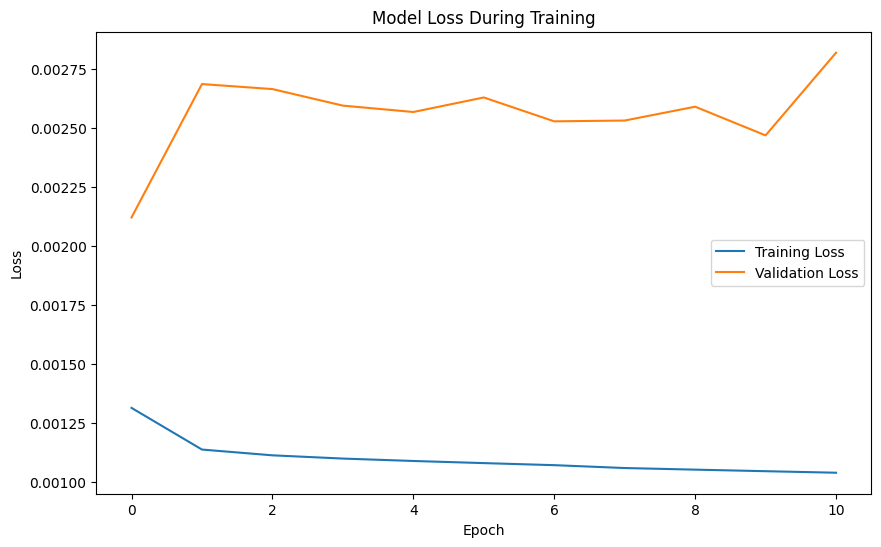 Model Loss During Training
0.00275
0.00250
0.00225
0.00200
0.00175
0.00150
0.00125
0.00100
Loss
Training Loss
Validation Loss
0 2 4 6 8 10
Epoch